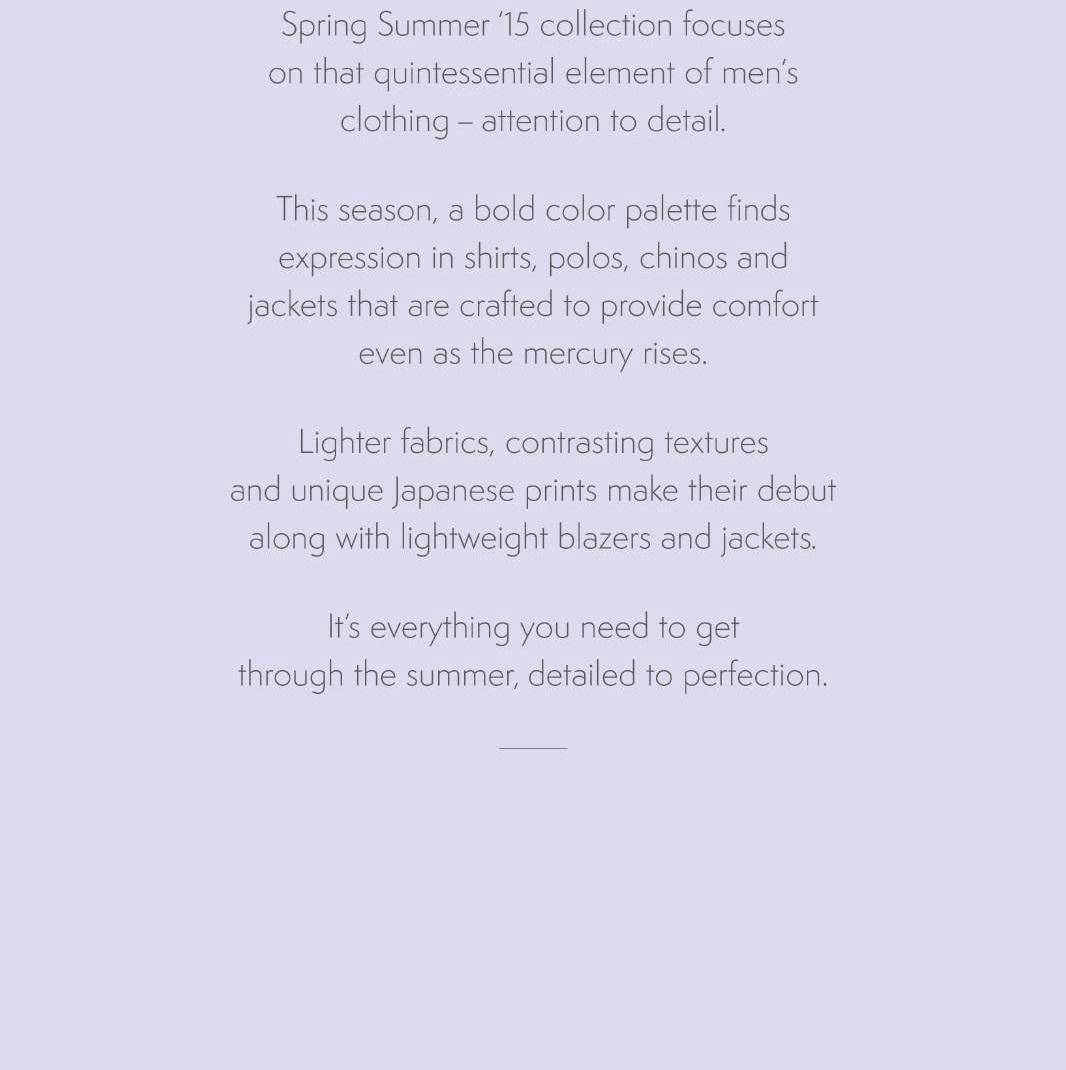 Spring Summer ’15 collection focuses
on that quintessential element of men’s
clothing – attention to detail.
This season, a bold color palette finds
expression in shirts, polos, chinos and
jackets that are crafted to provide comfort
even as the mercury rises.
Lighter fabrics, contrasting textures
and unique Japanese prints make their debut
along with lightweight blazers and jackets.
It’s everything you need to get
through the summer, detailed to perfection.